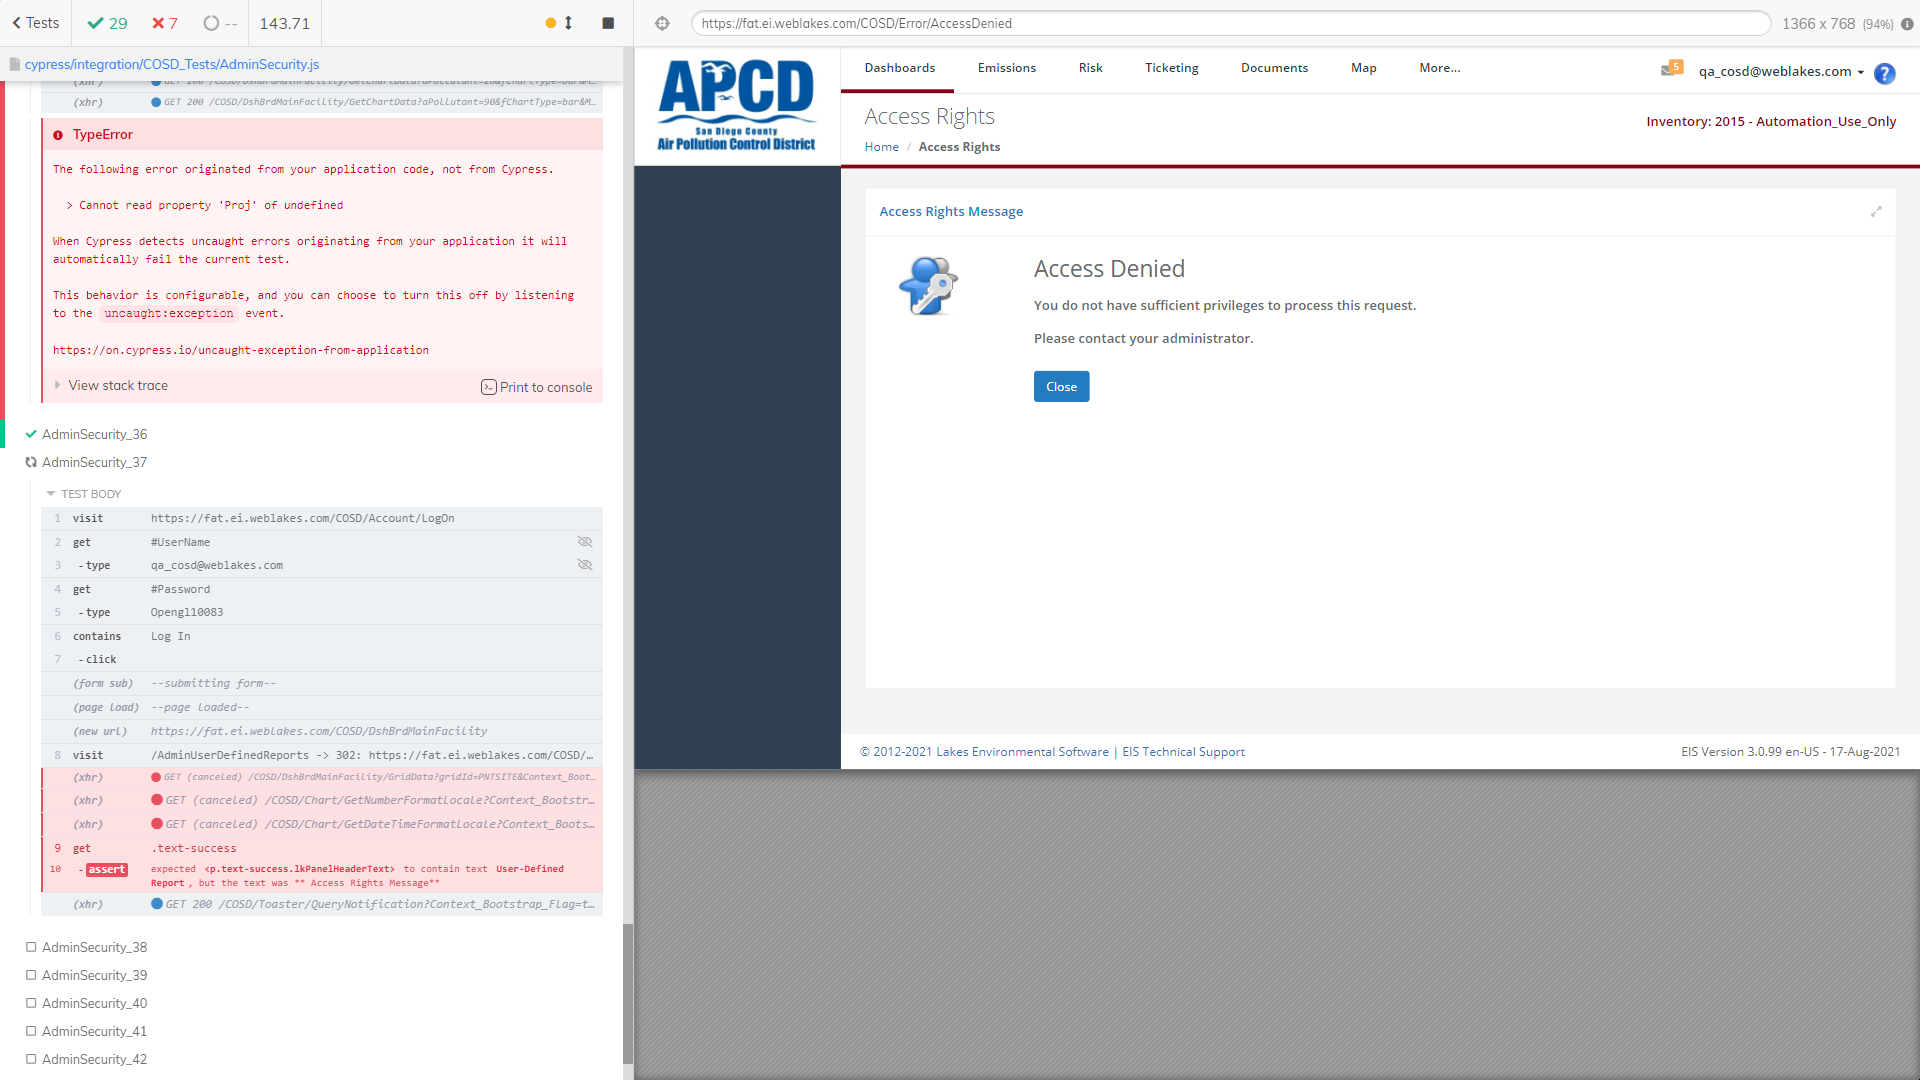 Tests
29
7
--
143.71
cypress/integration/COSD_Tests/AdminSecurity.js
(xhr) GET 200 /COSD/DshBrdMainFacility/GetChartData?aPollutant=90&fChartType=bar&M...
TypeError
The following error originated from your application code, not from Cypress.
> Cannot read property 'Proj' of undefined
When Cypress detects uncaught errors originating from your application it will
automatically fail the current test.
This behavior is configurable, and you can choose to turn this off by listening
to the uncaught:exception event.
https://on.cypress.io/uncaught-exception-from-application
View stack trace
Print to console
AdminSecurity_36
AdminSecurity_37
TEST BODY
1 visit https://fat.ei.weblakes.com/COSD/Account/LogOn
2 get #UserName
3 -type qa_cosd@weblakes.com
4 get #Password
5 -type Opengl10083
6 contains Log In
7 -click
(form sub) --submitting form--
(page load) --page loaded--
(new url) https://fat.ei.weblakes.com/COSD/DshBrdMainFacility
8 visit /AdminUserDefinedReports -> 302: https://fat.ei.weblakes.com/COSD/...
(xhr) GET (canceled) /COSD/DshBrdMainFacility/GridData?gridId=PNTSITE&Context_Boot...
(xhr) GET (canceled) /COSD/Chart/GetNumberFormatLocale?Context_Bootstr...
(xhr) GET (canceled) /COSD/Chart/GetDateTimeFormatLocale?Context_Boots...
9 get .text-success
10 -assert expected <p.text-success.lkPanelHeaderText> to contain text User-Defined
Report, but the text was ** Access Rights Message**
(xhr) GET 200 /COSD/Toaster/QueryNotification?Context_Bootstrap_Flag=t...
AdminSecurity_38
AdminSecurity_39
AdminSecurity_40
AdminSecurity_41
AdminSecurity_42
https://fat.ei.weblakes.com/COSD/Error/AccessDenied
1366 x 768 (94%)
APCD
San Diego County
Air Pollution Control District
Dashboards Emissions Risk Ticketing Documents Map More...
5
qa_cosd@weblakes.com
?
Access Rights
Inventory: 2015 - Automation_Use_Only
Home / Access Rights
Access Rights Message
Access Denied
You do not have sufficient privileges to process this request.
Please contact your administrator.
Close
© 2012-2021 Lakes Environmental Software | EIS Technical Support
EIS Version 3.0.99 en-US - 17-Aug-2021